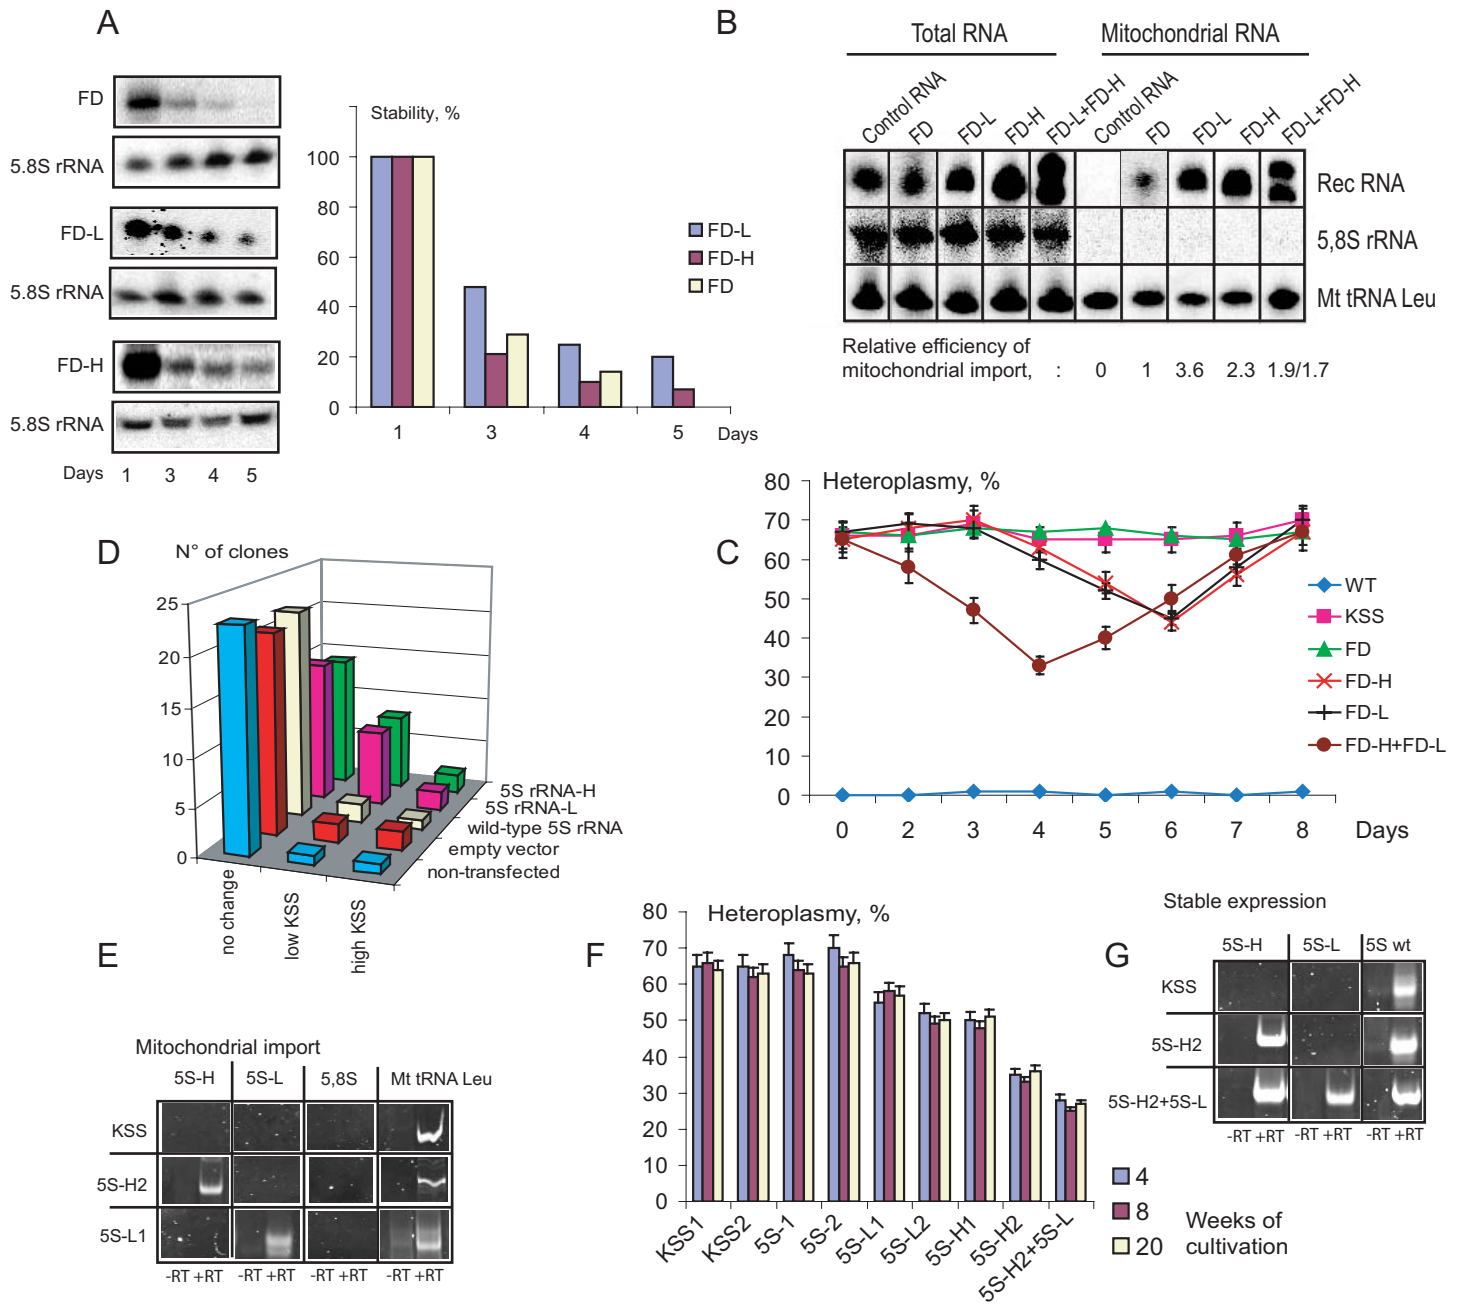 A
FD
5.8S rRNA
FD-L
5.8S rRNA
FD-H
5.8S rRNA
Days 1 3 4 5
Stability, %
100
80
60
40
20
0
1 3 4 5 Days
FD-L
FD-H
FD
B
Total RNA Mitochondrial RNA
Control RNA FD FD-L FD-H FD-L+FD-H Control RNA FD FD-L FD-H FD-L+FD-H
Rec RNA
5,8S rRNA
Mt tRNA Leu
Relative efficiency of
mitochondrial import, : 0 1 3.6 2.3 1.9/1.7
C
Heteroplasmy, %
80
70
60
50
40
30
20
10
0
0 2 3 4 5 6 7 8 Days
WT
KSS
FD
FD-H
FD-L
FD-H+FD-L
D
N° of clones
25
20
15
10
5
0
5S rRNA-H
5S rRNA-L
wild-type 5S rRNA
empty vector
non-transfected
no change
low KSS
high KSS
E
Mitochondrial import
5S-H 5S-L 5,8S Mt tRNA Leu
KSS
5S-H2
5S-L1
-RT +RT -RT +RT -RT +RT -RT +RT
F
Heteroplasmy, %
80
70
60
50
40
30
20
10
0
KSS1 KSS2 5S-1 5S-2 5S-L1 5S-L2 5S-H1 5S-H2 5S-H2+5S-L
4
8
20
Weeks of
cultivation
G
Stable expression
5S-H 5S-L 5S wt
KSS
5S-H2
5S-H2+5S-L
-RT +RT -RT +RT -RT +RT